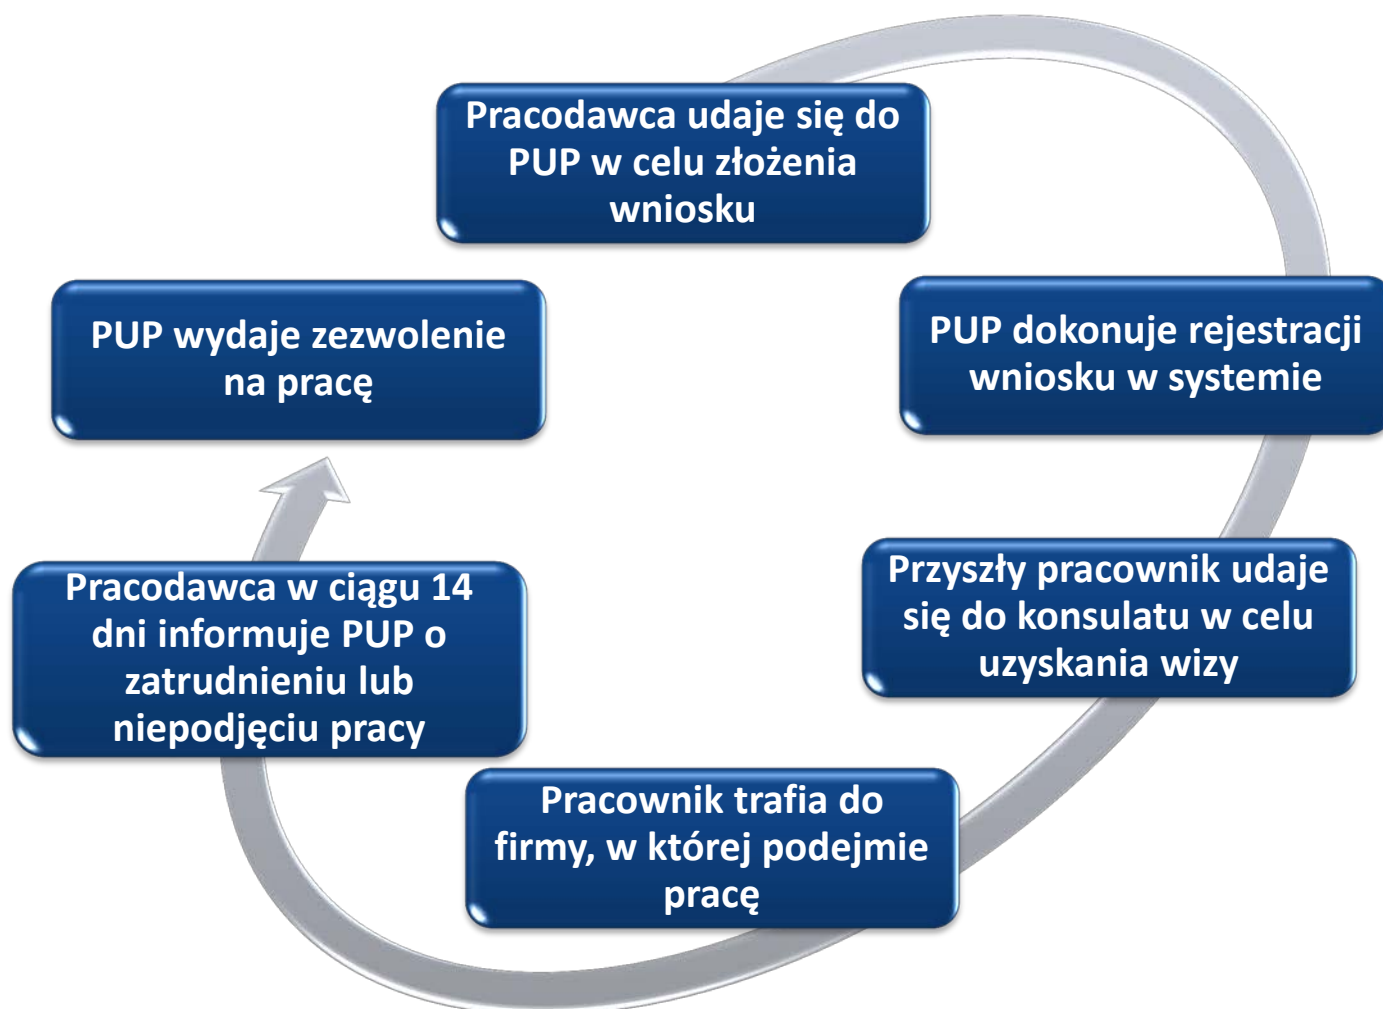 Pracodawca udaje się do
PUP w celu złożenia
wniosku
PUP dokonuje rejestracji
wniosku w systemie
Przyszły pracownik udaje
się do konsulatu w celu
uzyskania wizy
Pracownik trafia do
firmy, w której podejmie
pracę
Pracodawca w ciągu 14
dni informuje PUP o
zatrudnieniu lub
niepodjęciu pracy
PUP wydaje zezwolenie
na pracę